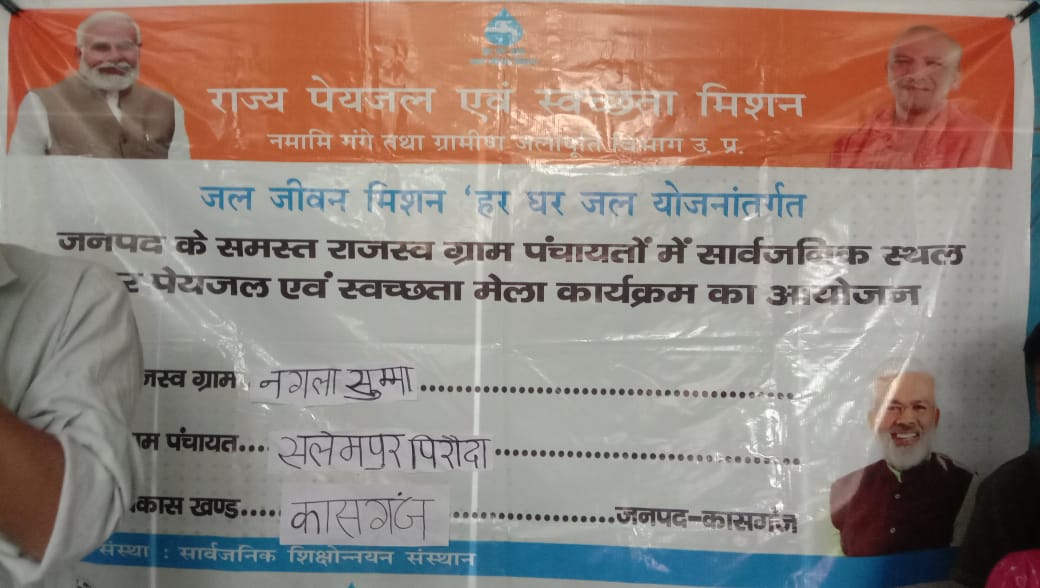 राज्य पेयजल एवं स्वच्छता मिशन
नमामि गंगे तथा ग्रामीण जलापूर्ति विभाग उ. प्र.
जल जीवन मिशन 'हर घर जल योजनांतर्गत
जनपद के समस्त राजस्व ग्राम पंचायतों में सार्वजनिक स्थल
र पेयजल एवं स्वच्छता मेला कार्यक्रम का आयोजन
जस्व ग्राम. नगला सुम्मा ..........................................
ाम पंचायत.... सलेमपुर पिरौदा ..................................
कास खण्ड..... कासगंज ....................जनपद-कासगंज
संस्था : सार्वजनिक शिक्षोन्नयन संस्थान